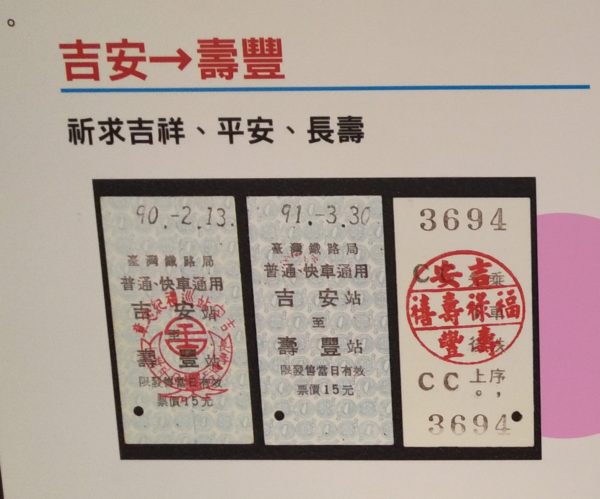 。
吉安→壽豐
祈求吉祥、平安、長壽
90.-2.13.
臺灣鐵路局
普通、快車通用
吉安站
至
壽豐站
限發售當日有效
票價15元
91.-3.30
臺灣鐵路局
普通、快車通用
吉安站
至
壽豐站
限發售當日有效
票價15元
3694
安吉
禧壽祿福
豐壽
CC
乘車
CC
上序,
。
3694